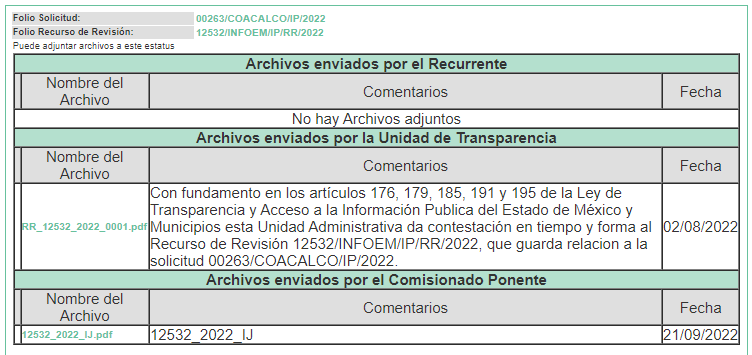 Folio Solicitud: 00263/COACALCO/IP/2022
Folio Recurso de Revisión: 12532/INFOEM/IP/RR/2022
Puede adjuntar archivos a este estatus
Archivos enviados por el Recurrente
Nombre del Archivo Comentarios Fecha
No hay Archivos adjuntos
Archivos enviados por la Unidad de Transparencia
Nombre del Archivo Comentarios Fecha
RR_12532_2022_0001.pdf
Con fundamento en los artículos 176, 179, 185, 191 y 195 de la Ley de
Transparencia y Acceso a la Información Publica del Estado de México y
Municipios esta Unidad Administrativa da contestación en tiempo y forma al
Recurso de Revisión 12532/INFOEM/IP/RR/2022, que guarda relacion a la
solicitud 00263/COACALCO/IP/2022.
02/08/2022
Archivos enviados por el Comisionado Ponente
Nombre del Archivo Comentarios Fecha
12532_2022_IJ.pdf 12532_2022_IJ 21/09/2022